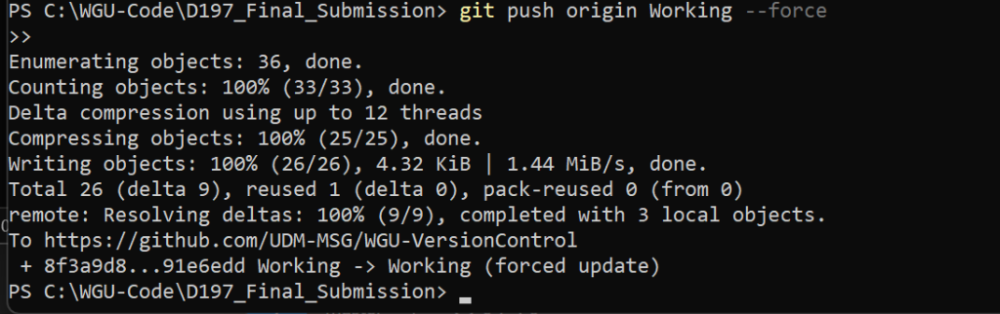 PS C:\WGU-Code\D197_Final_Submission> git push origin Working --force
>>
Enumerating objects: 36, done.
Counting objects: 100% (33/33), done.
Delta compression using up to 12 threads
Compressing objects: 100% (25/25), done.
Writing objects: 100% (26/26), 4.32 KiB | 1.44 MiB/s, done.
Total 26 (delta 9), reused 1 (delta 0), pack-reused 0 (from 0)
remote: Resolving deltas: 100% (9/9), completed with 3 local objects.
To https://github.com/UDM-MSG/WGU-VersionControl
 + 8f3a9d8...91e6edd Working -> Working (forced update)
PS C:\WGU-Code\D197_Final_Submission>